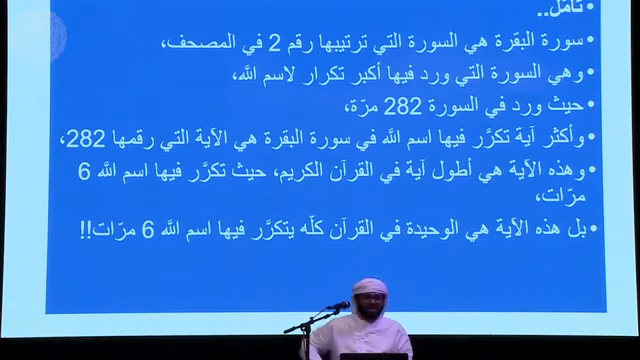 • تأمّل..
• سورة البقرة هي السورة التي ترتيبها رقم 2 في المصحف،
• وهي السورة التي ورد فيها أكبر تكرار لاسم الله،
• حيث ورد في السورة 282 مرّة،
• وأكثر آية تكرَّر فيها اسم الله في سورة البقرة هي الآية التي رقمها 282،
• وهذه الآية هي أطول آية في القرآن الكريم، حيث تكرَّر فيها اسم الله 6
مرّات،
• بل هذه الآية هي الوحيدة في القرآن كلّه يتكرَّر فيها اسم الله 6 مرّات!!